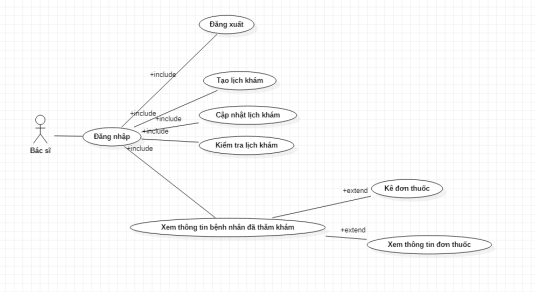 Đăng xuất
+include
Tạo lịch khám
+include
+include
Cập nhật lịch khám
+include
Đăng nhập
Kiểm tra lịch khám
+include
Bác sĩ
Kê đơn thuốc
+extend
Xem thông tin bệnh nhân đã thăm khám
+extend
Xem thông tin đơn thuốc